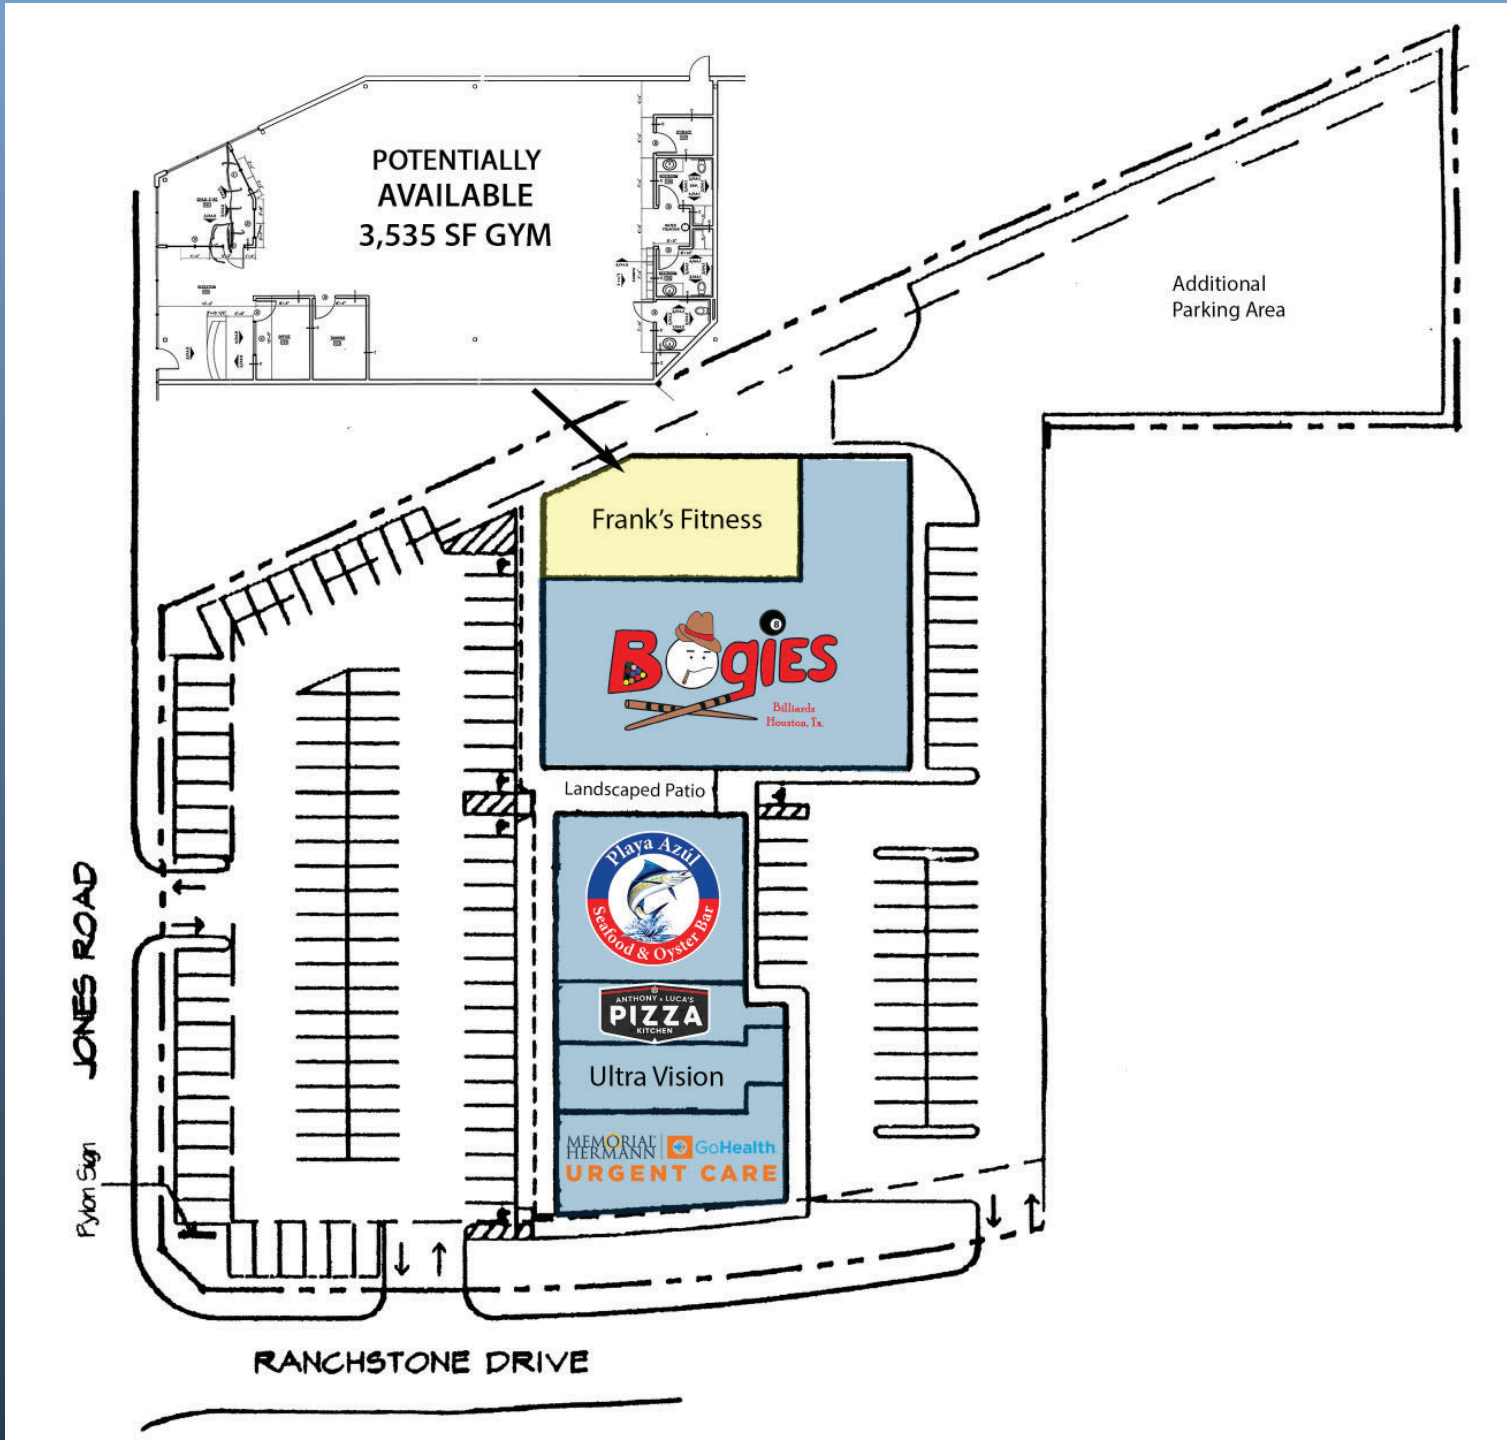 POTENTIALLY
AVAILABLE
3,535 SF GYM
Additional
Parking Area
Frank's Fitness
BOgiES
8
Billiards
Houston, Tx.
Landscaped Patio
Playa Azúl
Seafood & Oyster Bar
ANTHONY & LUCA'S
PIZZA
KITCHEN
Ultra Vision
MEMORIAL
HERMANN
GoHealth
URGENT CARE
JONES ROAD
Pylon Sign
RANCHSTONE DRIVE